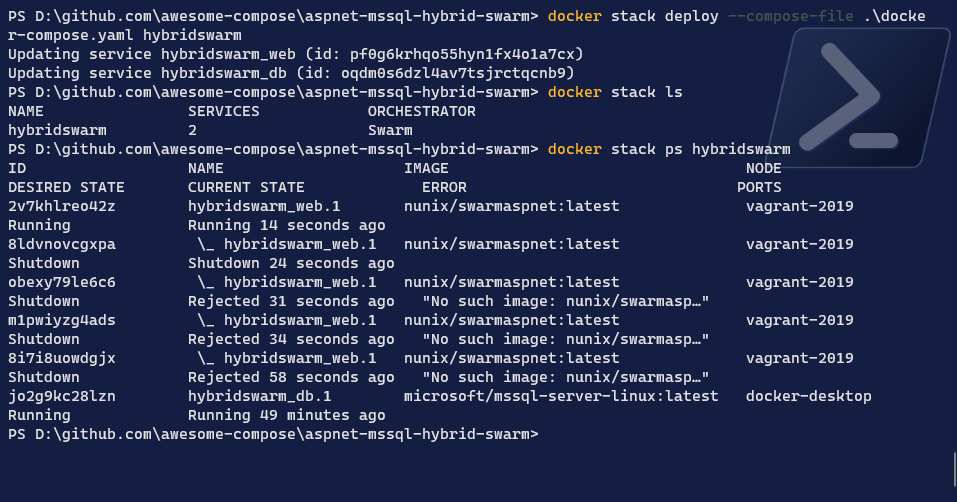 PS D:\github.com\awesome-compose\aspnet-mssql-hybrid-swarm> docker stack deploy --compose-file .\docke
r-compose.yaml hybridswarm
Updating service hybridswarm_web (id: pf0g6krhqo55hyn1fx4o1a7cx)
Updating service hybridswarm_db (id: oqdm0s6dzl4av7tsjrctqcnb9)
PS D:\github.com\awesome-compose\aspnet-mssql-hybrid-swarm> docker stack ls
NAME                SERVICES            ORCHESTRATOR
hybridswarm         2                   Swarm
PS D:\github.com\awesome-compose\aspnet-mssql-hybrid-swarm> docker stack ps hybridswarm
ID                  NAME                    IMAGE                                 NODE
DESIRED STATE       CURRENT STATE             ERROR                              PORTS
2v7khlreo42z        hybridswarm_web.1       nunix/swarmaspnet:latest              vagrant-2019
Running             Running 14 seconds ago
8ldvnovcgxpa         \_ hybridswarm_web.1   nunix/swarmaspnet:latest              vagrant-2019
Shutdown            Shutdown 24 seconds ago
obexy79le6c6         \_ hybridswarm_web.1   nunix/swarmaspnet:latest              vagrant-2019
Shutdown            Rejected 31 seconds ago   "No such image: nunix/swarmasp…"
m1pwiyzg4ads         \_ hybridswarm_web.1   nunix/swarmaspnet:latest              vagrant-2019
Shutdown            Rejected 34 seconds ago   "No such image: nunix/swarmasp…"
8i7i8uowdgjx         \_ hybridswarm_web.1   nunix/swarmaspnet:latest              vagrant-2019
Shutdown            Rejected 58 seconds ago   "No such image: nunix/swarmasp…"
jo2g9kc28lzn        hybridswarm_db.1        microsoft/mssql-server-linux:latest   docker-desktop
Running             Running 49 minutes ago
PS D:\github.com\awesome-compose\aspnet-mssql-hybrid-swarm>